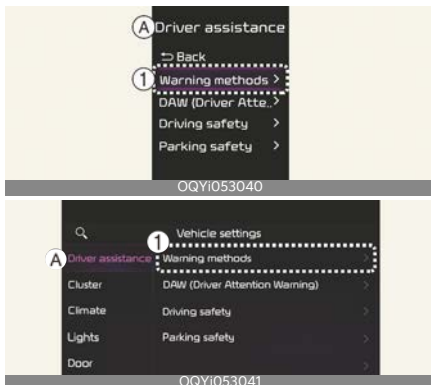 A Driver assistance
Back
1 Warning methods >
DAW (Driver Atte.. >
Driving safety >
Parking safety >
OQYi053040
1 Vehicle settings
A Driver assistance Warning methods >
Cluster DAW (Driver Attention Warning) >
Climate Driving safety >
Lights Parking safety >
Door >
OQYi053041